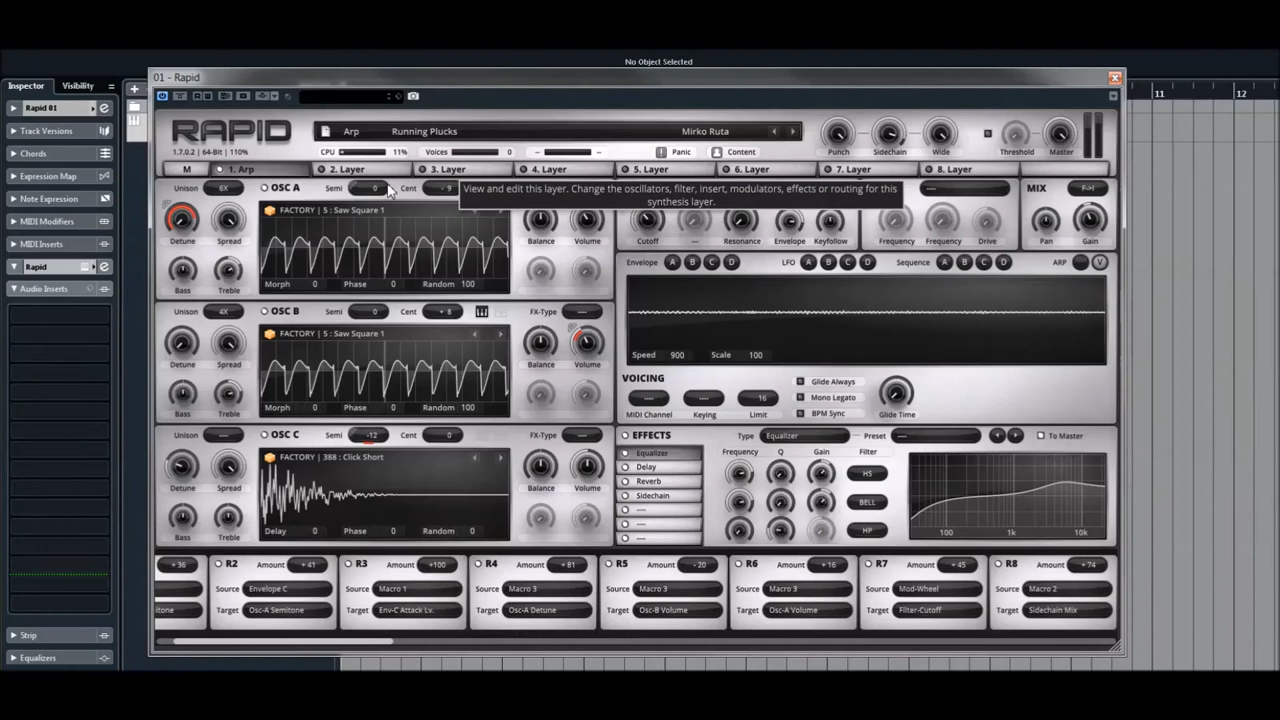 No Object Selected
Inspector Visibility
01 - Rapid
11 12
Rapid 01
Track Versions
Chords
Expression Map
Note Expression
MIDI Modifiers
MIDI Inserts
Rapid
Audio Inserts
Strip
Equalizers
RAPID
1.7.0.2 | 64-Bit | 110%
Arp Running Plucks Mirko Ruta
CPU 11% Voices 0 -- Panic Content
Punch Sidechain Wide Threshold Master
M 1. Arp 2. Layer 3. Layer 4. Layer 5. Layer 6. Layer 7. Layer 8. Layer
View and edit this layer. Change the oscillators, filter, insert, modulators, effects or routing for this
synthesis layer.
Unison 6X OSC A Semi 0 Cent - 9
FACTORY | 5 : Saw Square 1
Detune Spread Balance Volume
Bass Treble
Morph 0 Phase 0 Random 100
Unison 4X OSC B Semi 0 Cent + 8 FX-Type ----
FACTORY | 5 : Saw Square 1
Detune Spread Balance Volume
Bass Treble
Morph 0 Phase 0 Random 100
Unison ---- OSC C Semi -12 Cent 0 FX-Type ----
FACTORY | 388 : Click Short
Detune Spread Balance Volume
Bass Treble
Delay 0 Phase 0 Random 0
---- MIX F->I
Cutoff --- Resonance Envelope Keyfollow Frequency Frequency Drive Pan Gain
Envelope A B C D LFO A B C D Sequence A B C D ARP V
Speed 900 Scale 100
VOICING
---- ---- 16
MIDI Channel Keying Limit
Glide Always
Mono Legato
BPM Sync
Glide Time
EFFECTS Type Equalizer Preset ---- To Master
Equalizer
Delay
Reverb
Sidechain
----
----
----
Frequency Q Gain Filter
HS
BELL
HP
100 1k 10k
+ 36 R2 Amount + 41 R3 Amount +100 R4 Amount + 81 R5 Amount - 20 R6 Amount + 16 R7 Amount + 45 R8 Amount + 74
Source Envelope C Source Macro 1 Source Macro 3 Source Macro 3 Source Macro 3 Source Mod-Wheel Source Macro 2
itone Target Osc-A Semitone Target Env-C Attack Lv. Target Osc-A Detune Target Osc-B Volume Target Osc-A Volume Target Filter-Cutoff Target Sidechain Mix